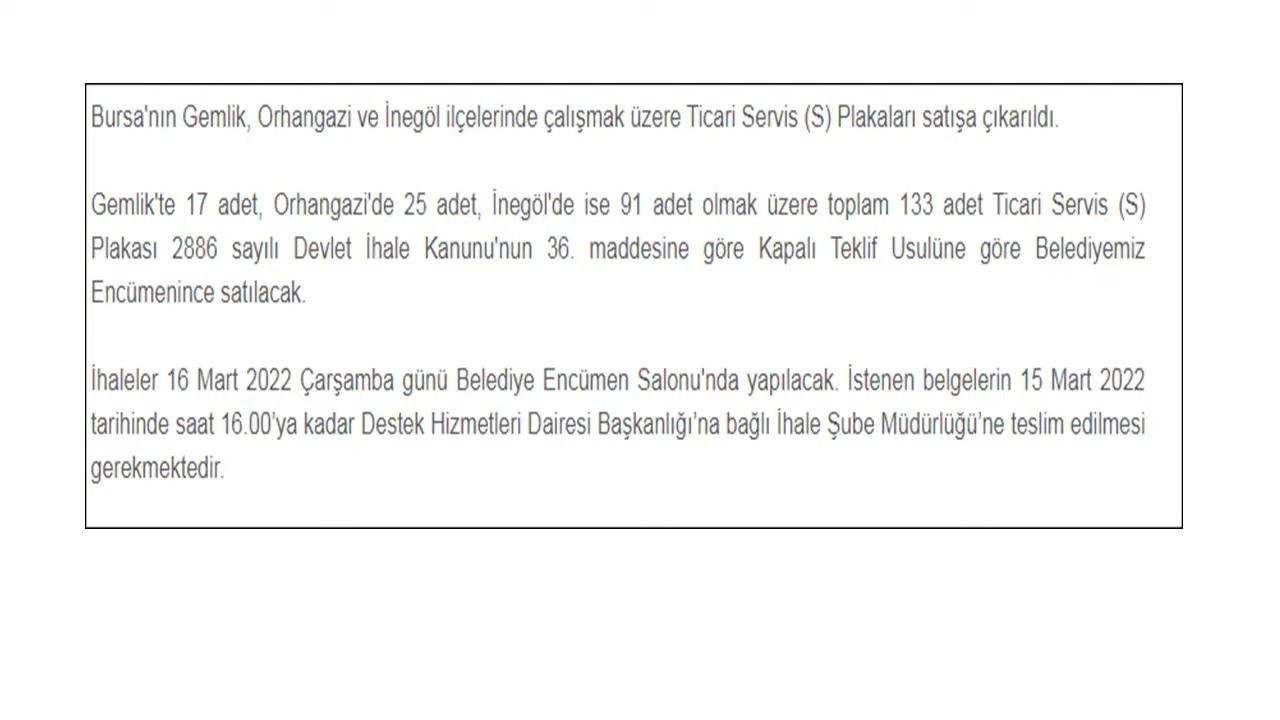 Bursa'nın Gemlik, Orhangazi ve İnegöl ilçelerinde çalışmak üzere Ticari Servis (S) Plakaları satışa çıkarıldı.
Gemlik'te 17 adet, Orhangazi'de 25 adet, İnegöl'de ise 91 adet olmak üzere toplam 133 adet Ticari Servis (S)
Plakası 2886 sayılı Devlet İhale Kanunu'nun 36. maddesine göre Kapalı Teklif Usulüne göre Belediyemiz
Encümenince satılacak.
İhaleler 16 Mart 2022 Çarşamba günü Belediye Encümen Salonu'nda yapılacak. İstenen belgelerin 15 Mart 2022
tarihinde saat 16.00’ya kadar Destek Hizmetleri Dairesi Başkanlığı’na bağlı İhale Şube Müdürlüğü’ne teslim edilmesi
gerekmektedir.